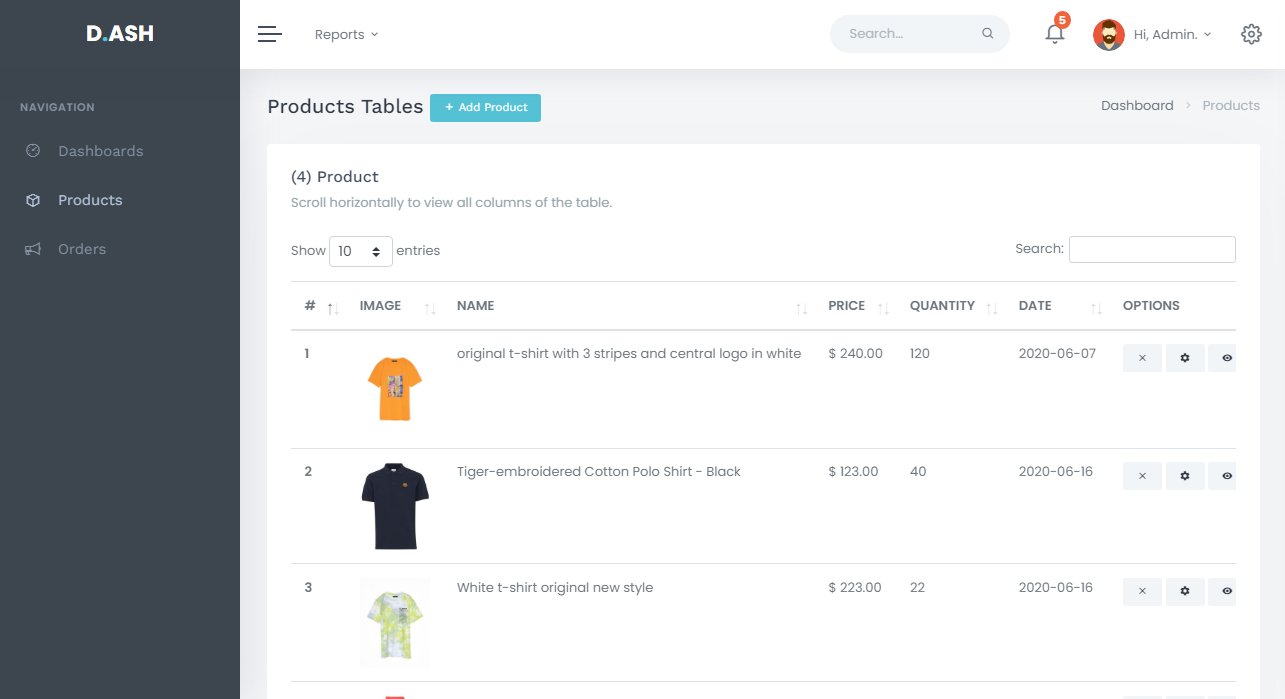 D.ASH
Reports
Search...
5
Hi, Admin.
NAVIGATION
Dashboards
Products
Orders
Products Tables
+ Add Product
Dashboard > Products
(4) Product
Scroll horizontally to view all columns of the table.
Show 10 entries
Search:
# IMAGE NAME PRICE QUANTITY DATE OPTIONS
1 original t-shirt with 3 stripes and central logo in white $ 240.00 120 2020-06-07
2 Tiger-embroidered Cotton Polo Shirt - Black $ 123.00 40 2020-06-16
3 White t-shirt original new style $ 223.00 22 2020-06-16